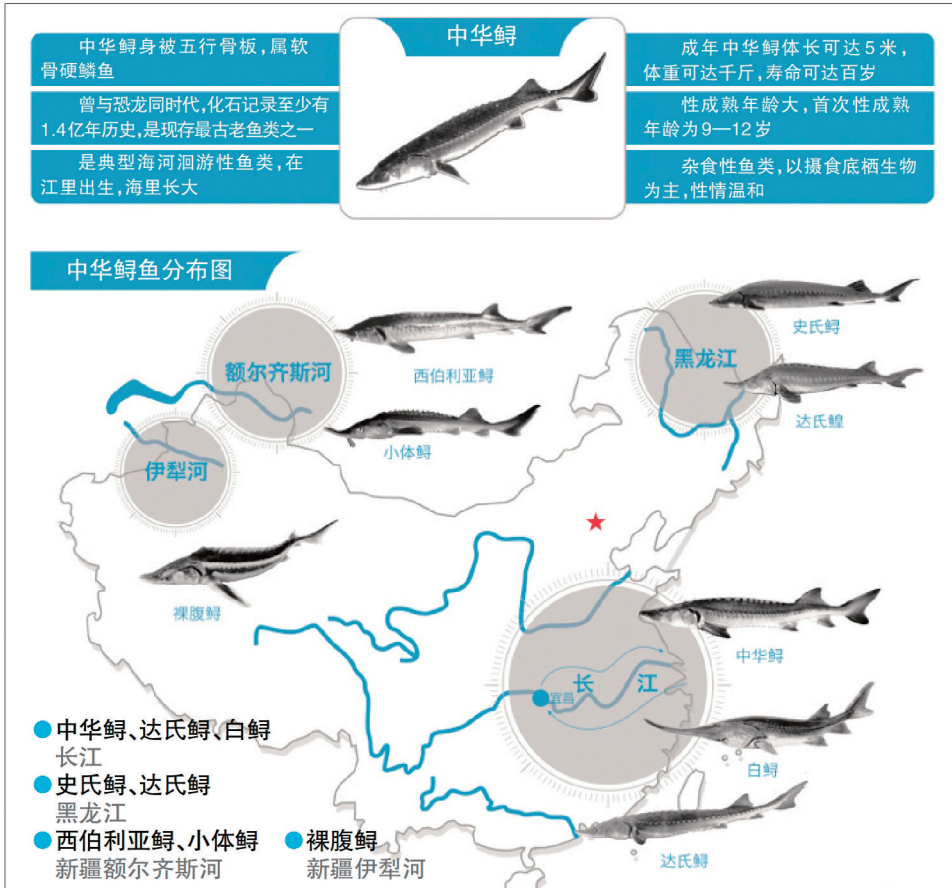 中华鲟
中华鲟身被五行骨板，属软
骨硬鳞鱼
曾与恐龙同时代，化石记录至少有
1.4亿年历史，是现存最古老鱼类之一
是典型海河洄游性鱼类，在
江里出生，海里长大
成年中华鲟体长可达5米，
体重可达千斤，寿命可达百岁
性成熟年龄大，首次性成熟
年龄为9—12岁
杂食性鱼类，以摄食底栖生物
为主，性情温和
中华鲟鱼分布图
史氏鲟
额尔齐斯河
黑龙江
西伯利亚鲟
达氏鳇
小体鲟
伊犁河
裸腹鲟
中华鲟
长江
宜昌
白鲟
达氏鲟
中华鲟、达氏鲟、白鲟
长江
史氏鲟、达氏鲟
黑龙江
西伯利亚鲟、小体鲟
新疆额尔齐斯河
裸腹鲟
新疆伊犁河